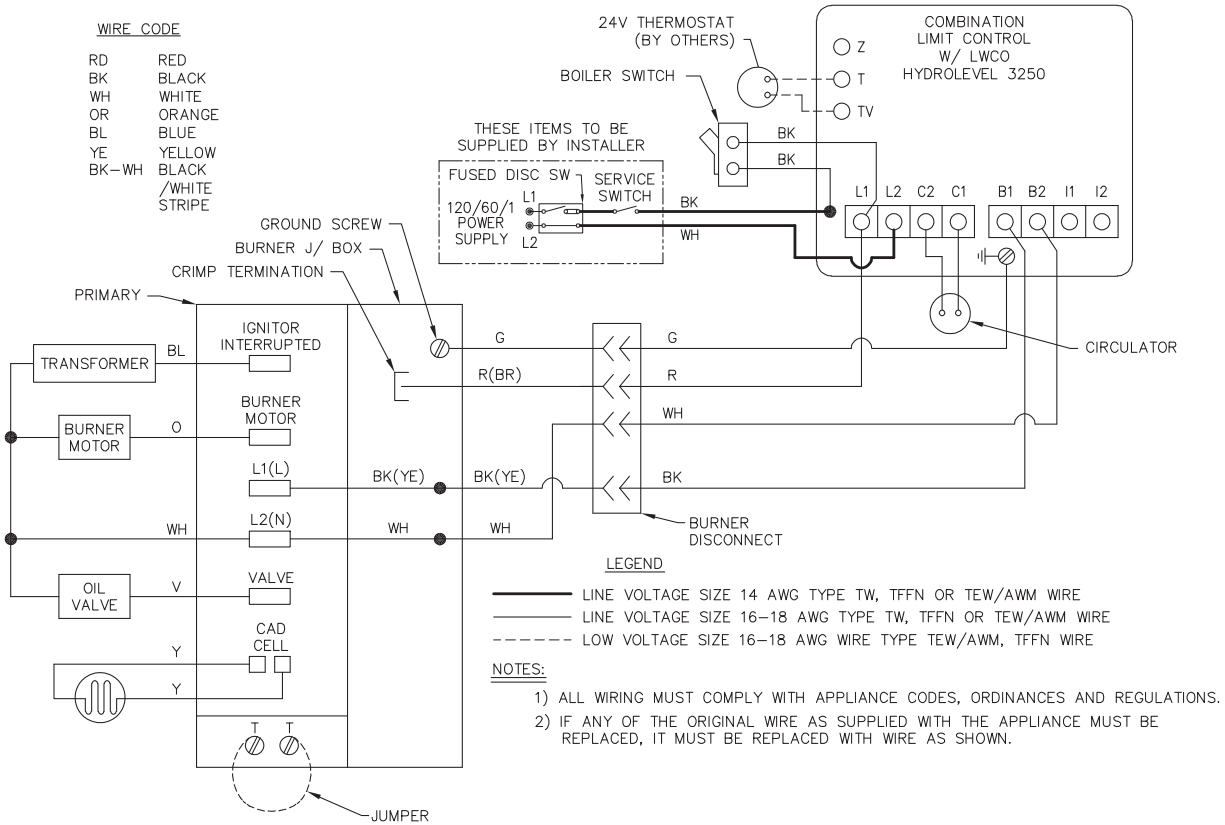 WIRE CODE
RD RED
BK BLACK
WH WHITE
OR ORANGE
BL BLUE
YE YELLOW
BK-WH BLACK
/WHITE
STRIPE
24V THERMOSTAT
(BY OTHERS)
BOILER SWITCH
COMBINATION
LIMIT CONTROL
W/ LWCO
HYDROLEVEL 3250
Z
T
TV
BK
BK
L1 L2 C2 C1 B1 B2 I1 I2
THESE ITEMS TO BE
SUPPLIED BY INSTALLER
FUSED DISC SW
SERVICE
SWITCH
L1
120/60/1
POWER
SUPPLY
L2
BK
WH
GROUND SCREW
BURNER J/ BOX
CRIMP TERMINATION
PRIMARY
CIRCULATOR
IGNITOR
INTERRUPTED
TRANSFORMER
BL
G
G
R(BR)
R
BURNER
MOTOR
BURNER
MOTOR
O
WH
L1(L)
BK(YE)
BK(YE)
BK
L2(N)
WH
WH
WH
BURNER
DISCONNECT
OIL
VALVE
V
VALVE
CAD
CELL
Y
Y
T T
JUMPER
LEGEND
LINE VOLTAGE SIZE 14 AWG TYPE TW, TFFN OR TEW/AWM WIRE
LINE VOLTAGE SIZE 16-18 AWG TYPE TW, TFFN OR TEW/AWM WIRE
LOW VOLTAGE SIZE 16-18 AWG WIRE TYPE TEW/AWM, TFFN WIRE
NOTES:
1) ALL WIRING MUST COMPLY WITH APPLIANCE CODES, ORDINANCES AND REGULATIONS.
2) IF ANY OF THE ORIGINAL WIRE AS SUPPLIED WITH THE APPLIANCE MUST BE
REPLACED, IT MUST BE REPLACED WITH WIRE AS SHOWN.